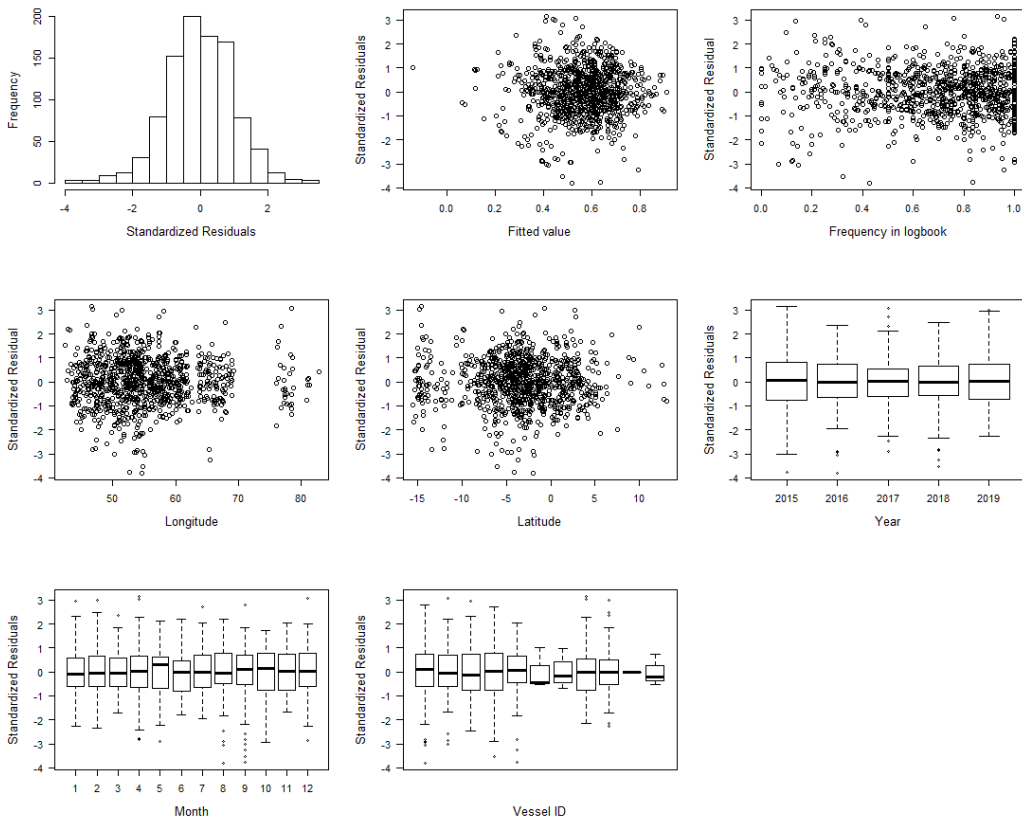 200
150
100
50
0
Frequency
-4 -2 0 2
Standardized Residuals
3
2
1
0
-1
-2
-3
-4
Standardized Residual
0.0 0.2 0.4 0.6 0.8
Fitted value
3
2
1
0
-1
-2
-3
-4
Standardized Residual
0.0 0.2 0.4 0.6 0.8 1.0
Frequency in logbook
3
2
1
0
-1
-2
-3
-4
Standardized Residual
50 60 70 80
Longitude
3
2
1
0
-1
-2
-3
-4
Standardized Residual
-15 -10 -5 0 5 10
Latitude
3
2
1
0
-1
-2
-3
-4
Standardized Residuals
2015 2016 2017 2018 2019
Year
3
2
1
0
-1
-2
-3
-4
Standardized Residuals
1 2 3 4 5 6 7 8 9 10 11 12
Month
3
2
1
0
-1
-2
-3
-4
Standardized Residuals
Vessel ID